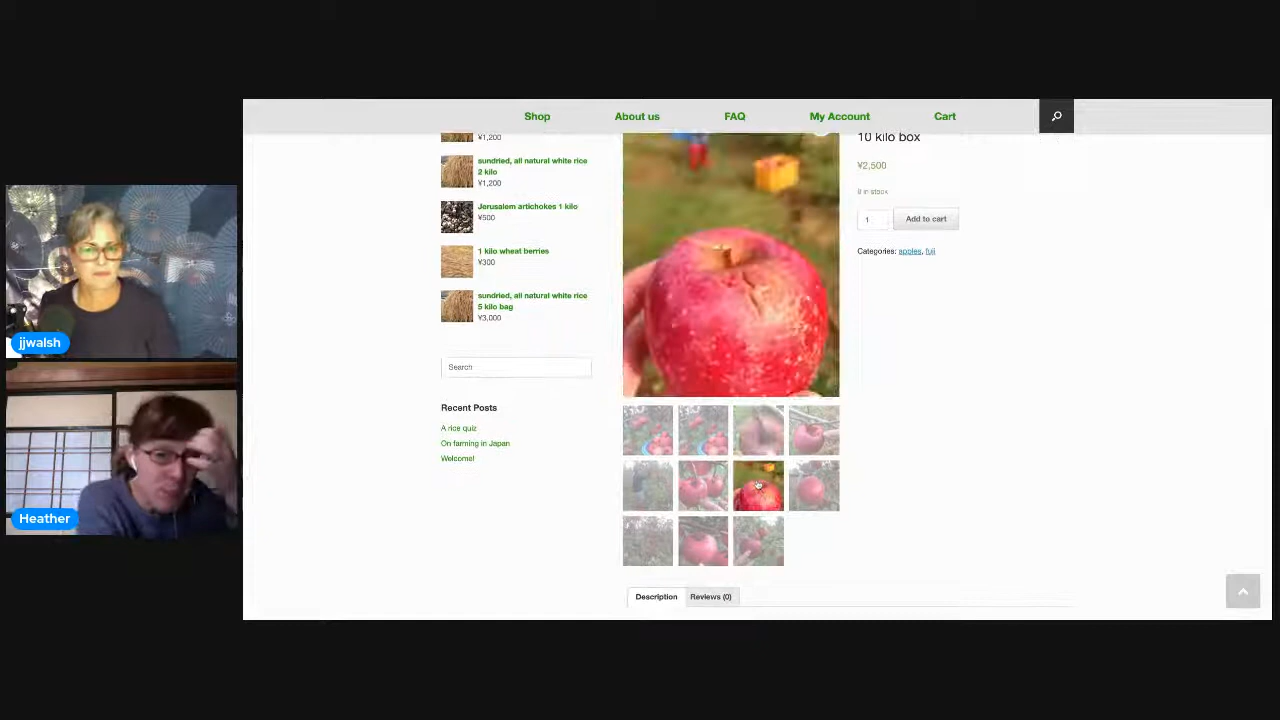 Shop About us FAQ My Account Cart
¥1,200
sundried, all natural white rice
2 kilo
¥1,200
Jerusalem artichokes 1 kilo
¥500
1 kilo wheat berries
¥300
sundried, all natural white rice
5 kilo bag
¥3,000
Search
Recent Posts
A rice quiz
On farming in Japan
Welcome!
10 kilo box
¥2,500
in stock
1 Add to cart
Categories: apples, fuji
Description Reviews (0)
jjwalsh
Heather